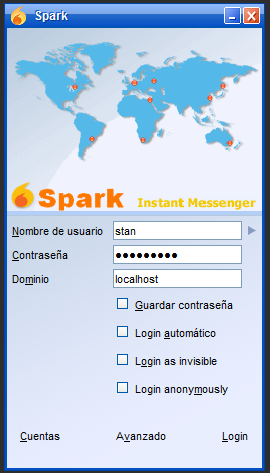 Spark
Spark Instant Messenger
Nombre de usuario stan
Contraseña ●●●●●●●●●
Dominio localhost
Guardar contraseña
Login automático
Login as invisible
Login anonymously
Cuentas Avanzado Login